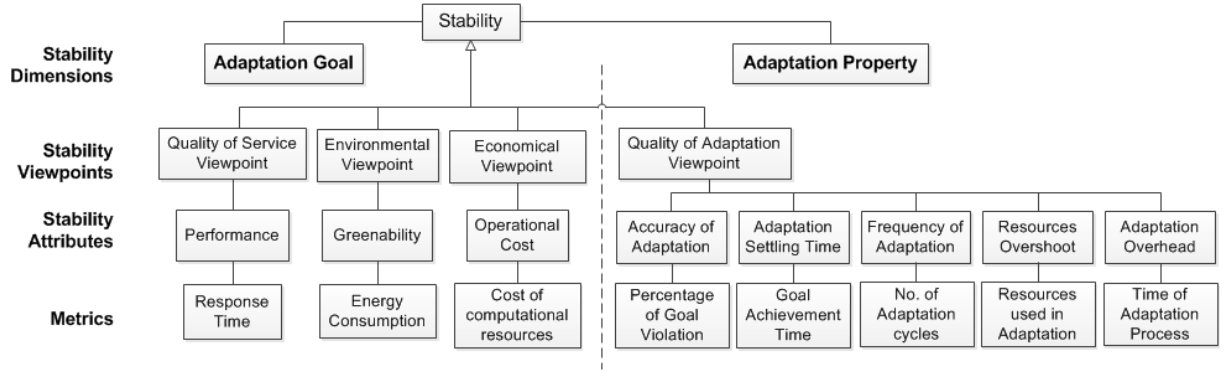 Stability
Stability
Dimensions
Adaptation Goal
Adaptation Property
Stability
Viewpoints
Quality of Service
Viewpoint
Environmental
Viewpoint
Economical
Viewpoint
Quality of Adaptation
Viewpoint
Stability
Attributes
Performance
Greenability
Operational
Cost
Accuracy of
Adaptation
Adaptation
Settling Time
Frequency of
Adaptation
Resources
Overshoot
Adaptation
Overhead
Metrics
Response
Time
Energy
Consumption
Cost of
computational
resources
Percentage
of Goal
Violation
Goal
Achievement
Time
No. of
Adaptation
cycles
Resources
used in
Adaptation
Time of
Adaptation
Process